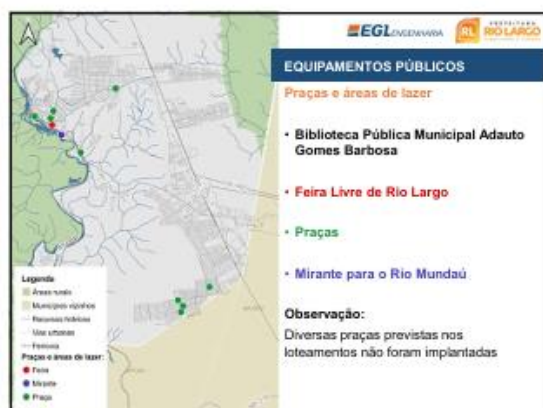 EGL ENGENHARIA
RL PREFEITURA
RIO LARGO
EQUIPAMENTOS PÚBLICOS
Praças e áreas de lazer
• Biblioteca Pública Municipal Adauto
Gomes Barbosa
• Feira Livre de Rio Largo
• Praças
• Mirante para o Rio Mundaú
Observação:
Diversas praças previstas nos
loteamentos não foram implantadas
Legenda
Áreas rurais
Municípios vizinhos
Recursos hídricos
Vias urbanas
Ferrovia
Praças e áreas de lazer:
Feira
Mirante
Praça